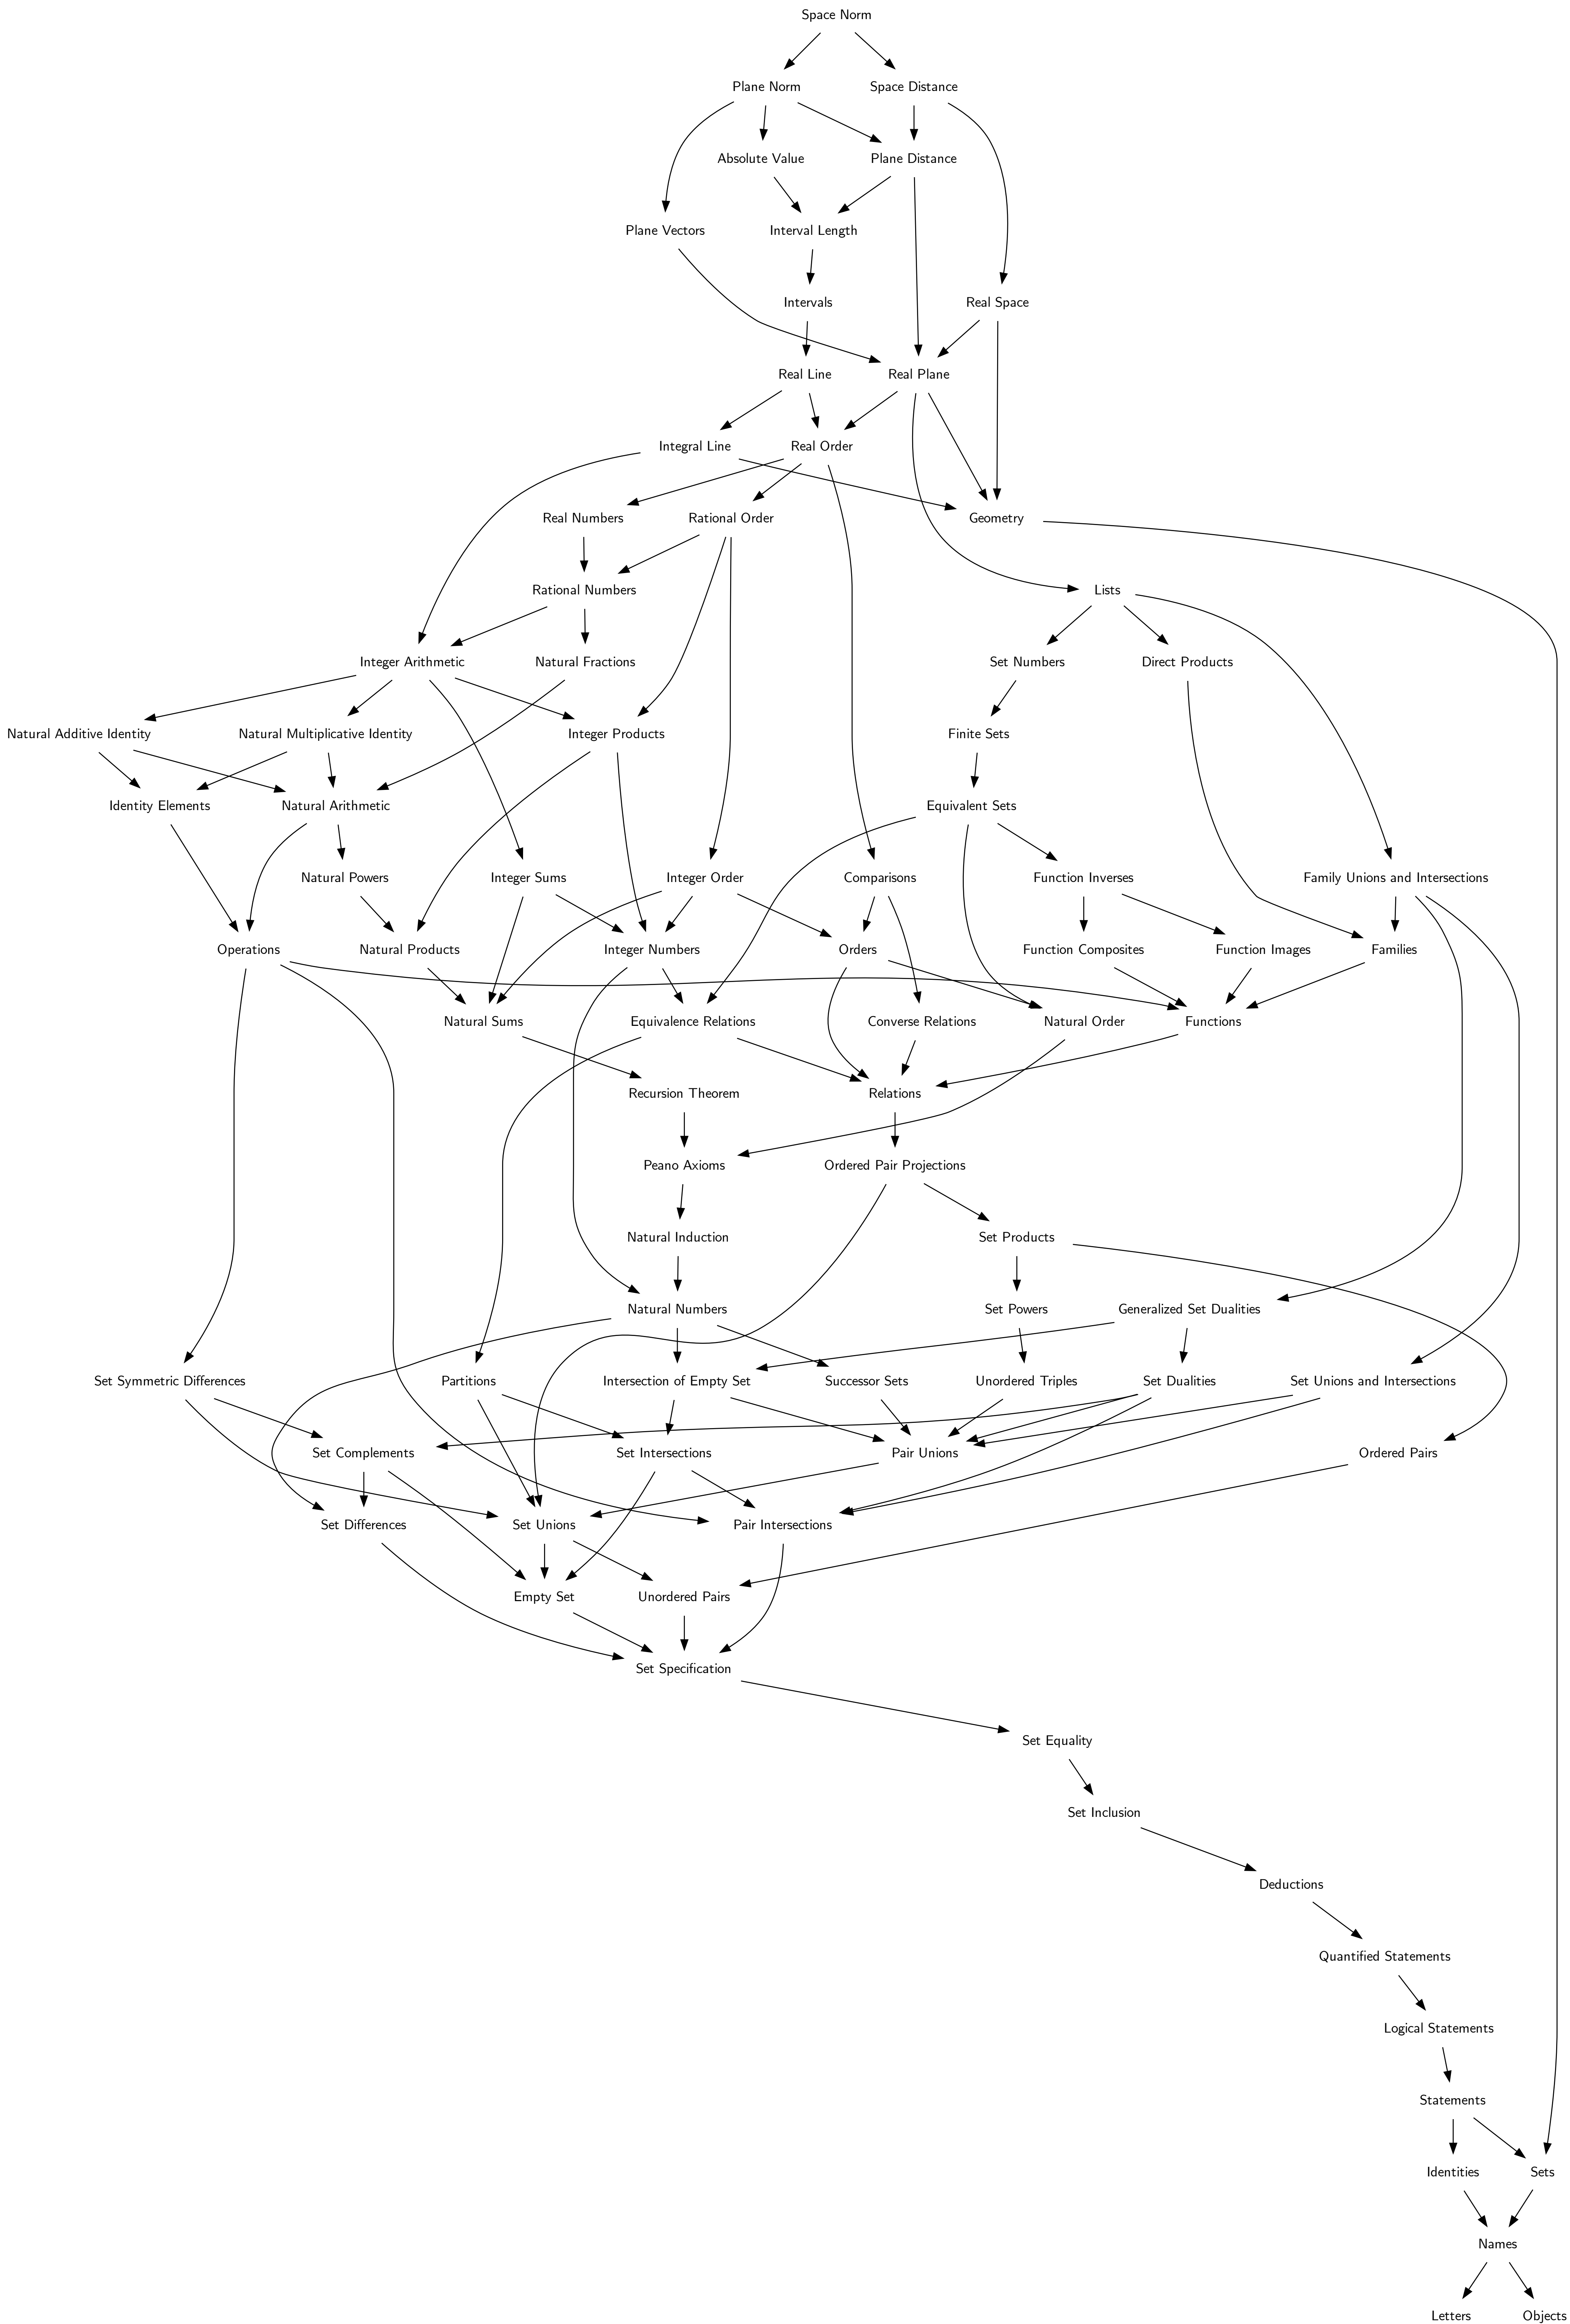 Space Norm
Plane Norm
Space Distance
Absolute Value
Plane Distance
Plane Vectors
Interval Length
Intervals
Real Space
Real Line
Real Plane
Integral Line
Real Order
Real Numbers
Rational Order
Geometry
Rational Numbers
Lists
Integer Arithmetic
Natural Fractions
Set Numbers
Direct Products
Natural Additive Identity
Natural Multiplicative Identity
Integer Products
Finite Sets
Identity Elements
Natural Arithmetic
Equivalent Sets
Natural Powers
Integer Sums
Integer Order
Comparisons
Function Inverses
Family Unions and Intersections
Operations
Natural Products
Integer Numbers
Orders
Function Composites
Function Images
Families
Natural Sums
Equivalence Relations
Converse Relations
Natural Order
Functions
Recursion Theorem
Relations
Peano Axioms
Ordered Pair Projections
Natural Induction
Set Products
Natural Numbers
Set Powers
Generalized Set Dualities
Set Symmetric Differences
Partitions
Intersection of Empty Set
Successor Sets
Unordered Triples
Set Dualities
Set Unions and Intersections
Set Complements
Set Intersections
Pair Unions
Ordered Pairs
Set Differences
Set Unions
Pair Intersections
Empty Set
Unordered Pairs
Set Specification
Set Equality
Set Inclusion
Deductions
Quantified Statements
Logical Statements
Statements
Identities
Sets
Names
Letters
Objects